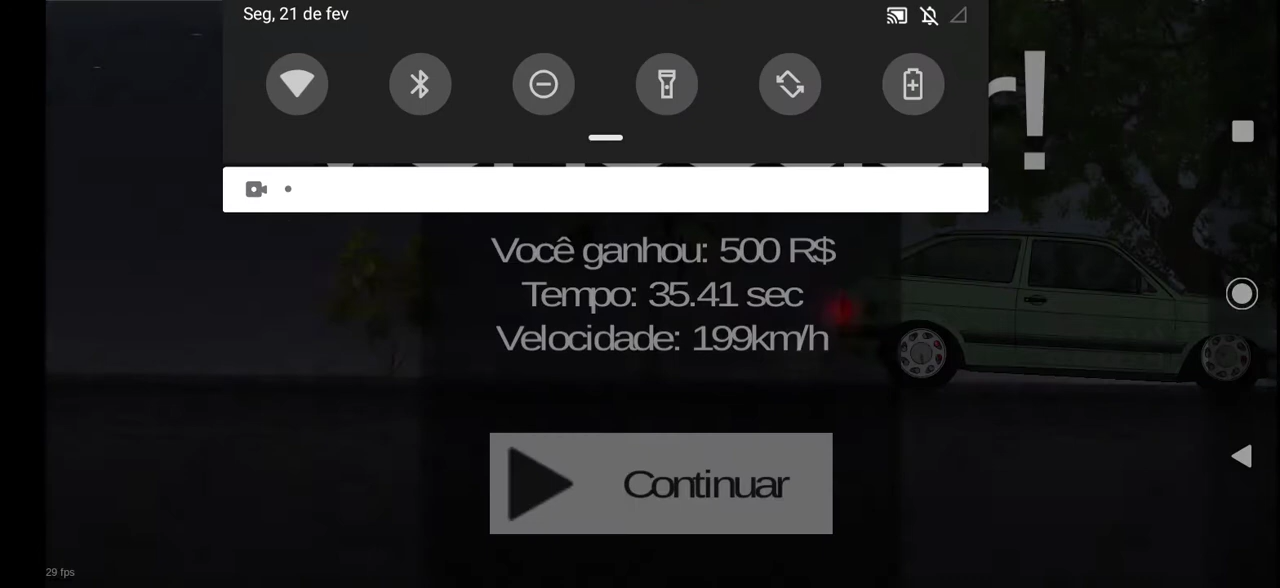 Seg, 21 de fev
r!
Você ganhou: 500 R$
Tempo: 35.41 sec
Velocidade: 199km/h
Continuar
29 fps